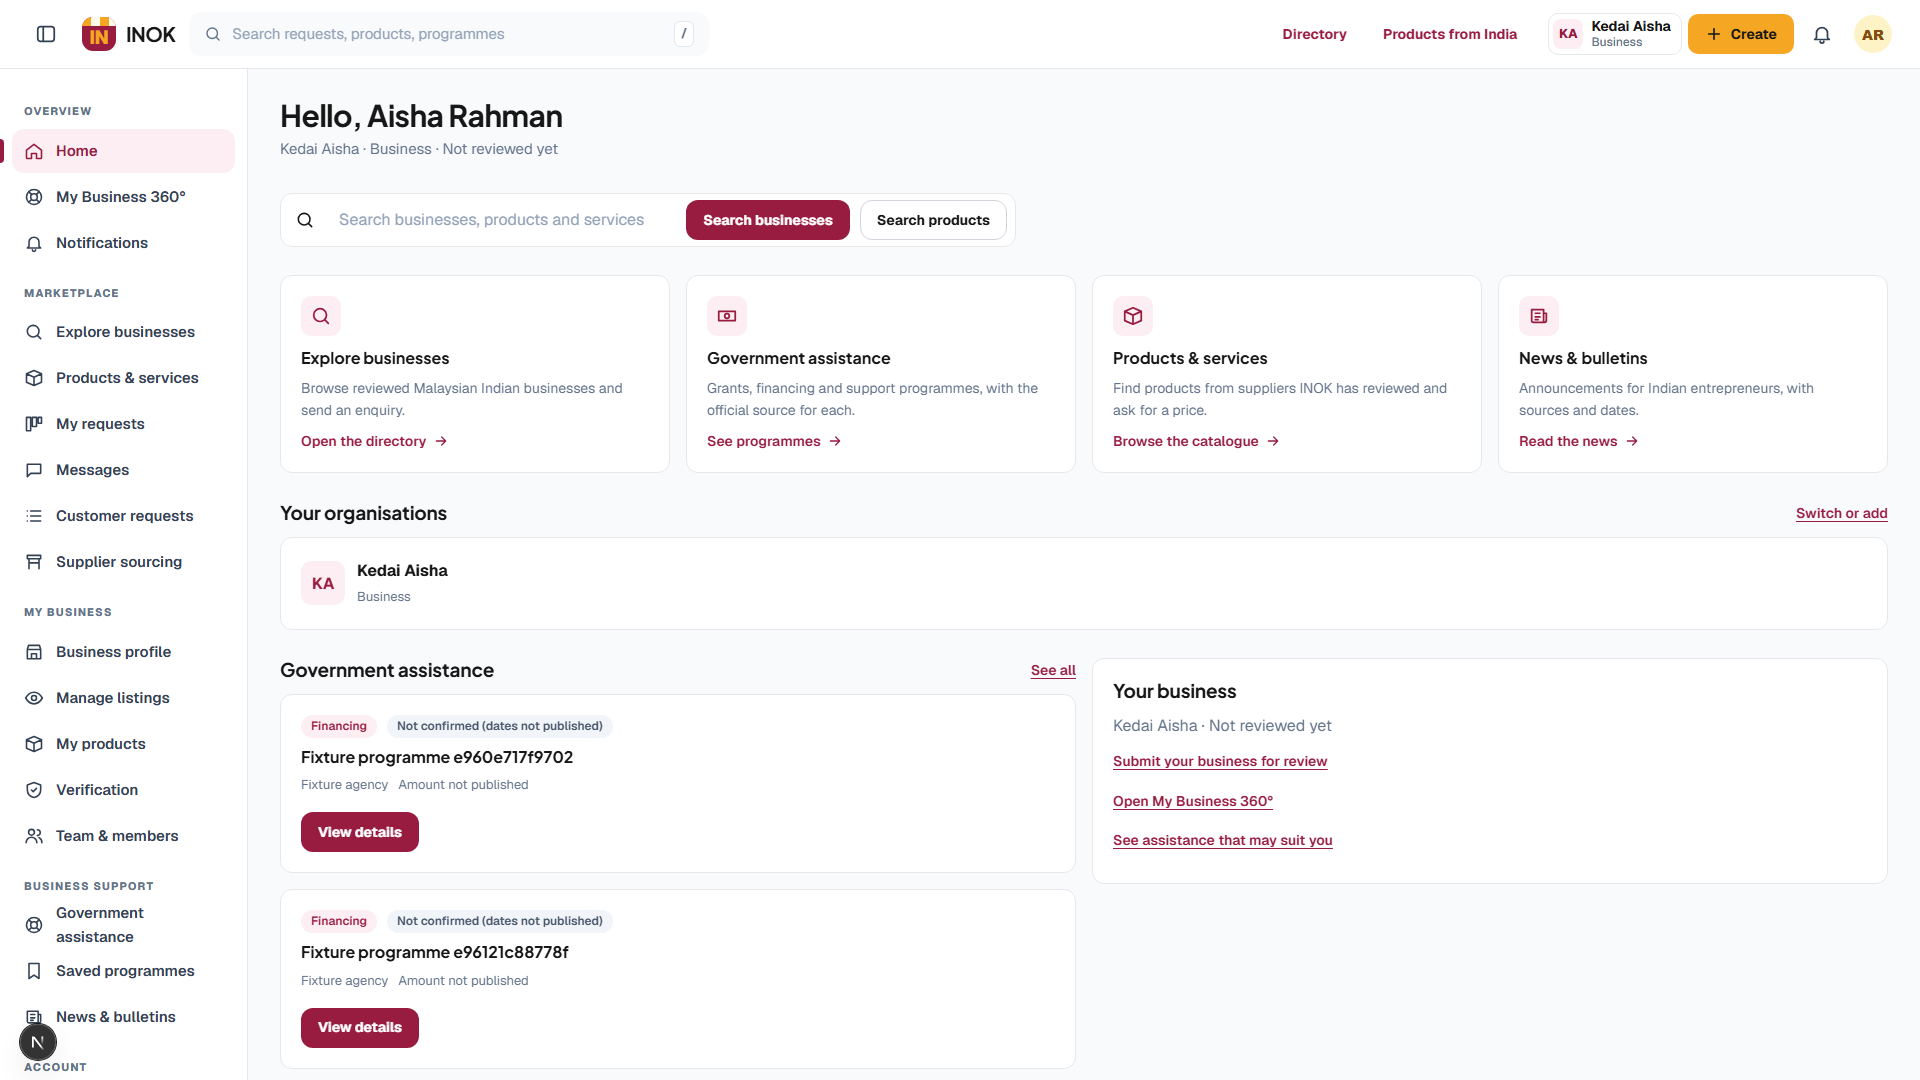 IN INOK
Search requests, products, programmes
/
Directory
Products from India
KA
Kedai Aisha
Business
Create
AR
OVERVIEW
Home
My Business 360°
Notifications
MARKETPLACE
Explore businesses
Products & services
My requests
Messages
Customer requests
Supplier sourcing
MY BUSINESS
Business profile
Manage listings
My products
Verification
Team & members
BUSINESS SUPPORT
Government
assistance
Saved programmes
News & bulletins
N
ACCOUNT
Hello, Aisha Rahman
Kedai Aisha · Business · Not reviewed yet
Search businesses, products and services
Search businesses
Search products
Explore businesses
Browse reviewed Malaysian Indian businesses and
send an enquiry.
Open the directory →
Government assistance
Grants, financing and support programmes, with the
official source for each.
See programmes →
Products & services
Find products from suppliers INOK has reviewed and
ask for a price.
Browse the catalogue →
News & bulletins
Announcements for Indian entrepreneurs, with
sources and dates.
Read the news →
Your organisations
Switch or add
KA
Kedai Aisha
Business
Government assistance
See all
Financing
Not confirmed (dates not published)
Fixture programme e960e717f9702
Fixture agency Amount not published
View details
Financing
Not confirmed (dates not published)
Fixture programme e96121c88778f
Fixture agency Amount not published
View details
Your business
Kedai Aisha · Not reviewed yet
Submit your business for review
Open My Business 360°
See assistance that may suit you